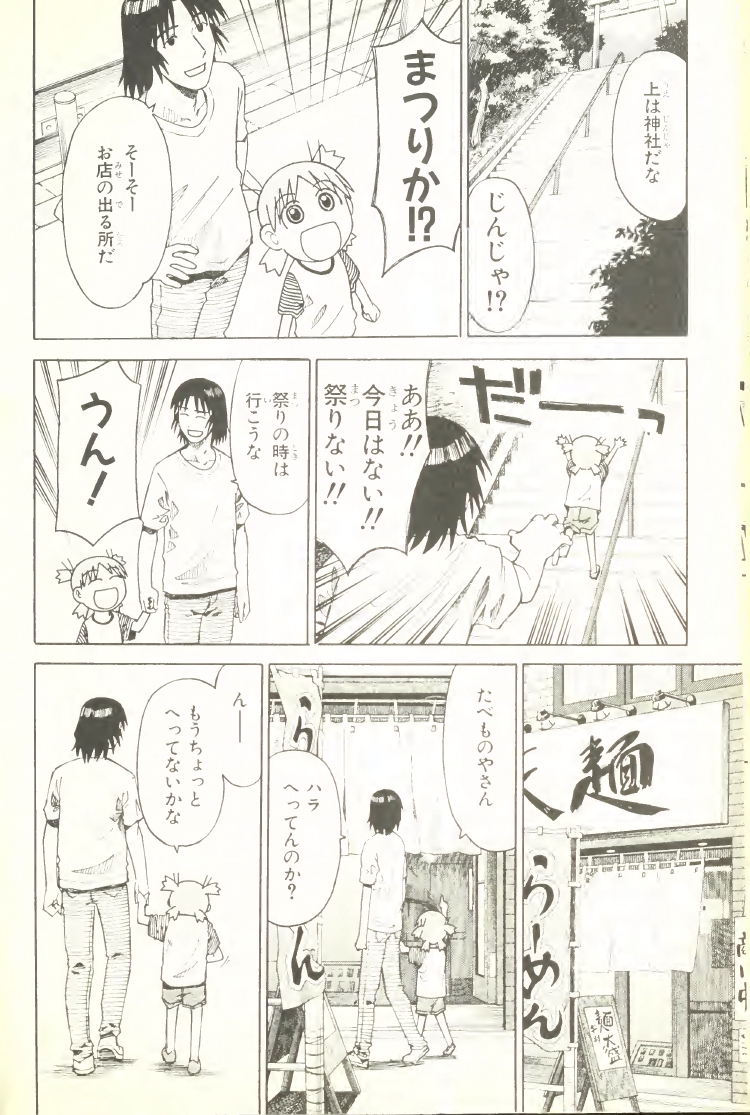 上は神社だな
じんじゃ!?
まつりか!?
そーそー
お店の出る所だ
だーーっ
ああ!!
今日はない!!
祭りない!!
祭りの時は
行こうな
うん!
麺
らーめん
麺大盛
たべものやさん
ハラ
へってんのか?
ら
ん
んー
もうちょっと
へってないかな